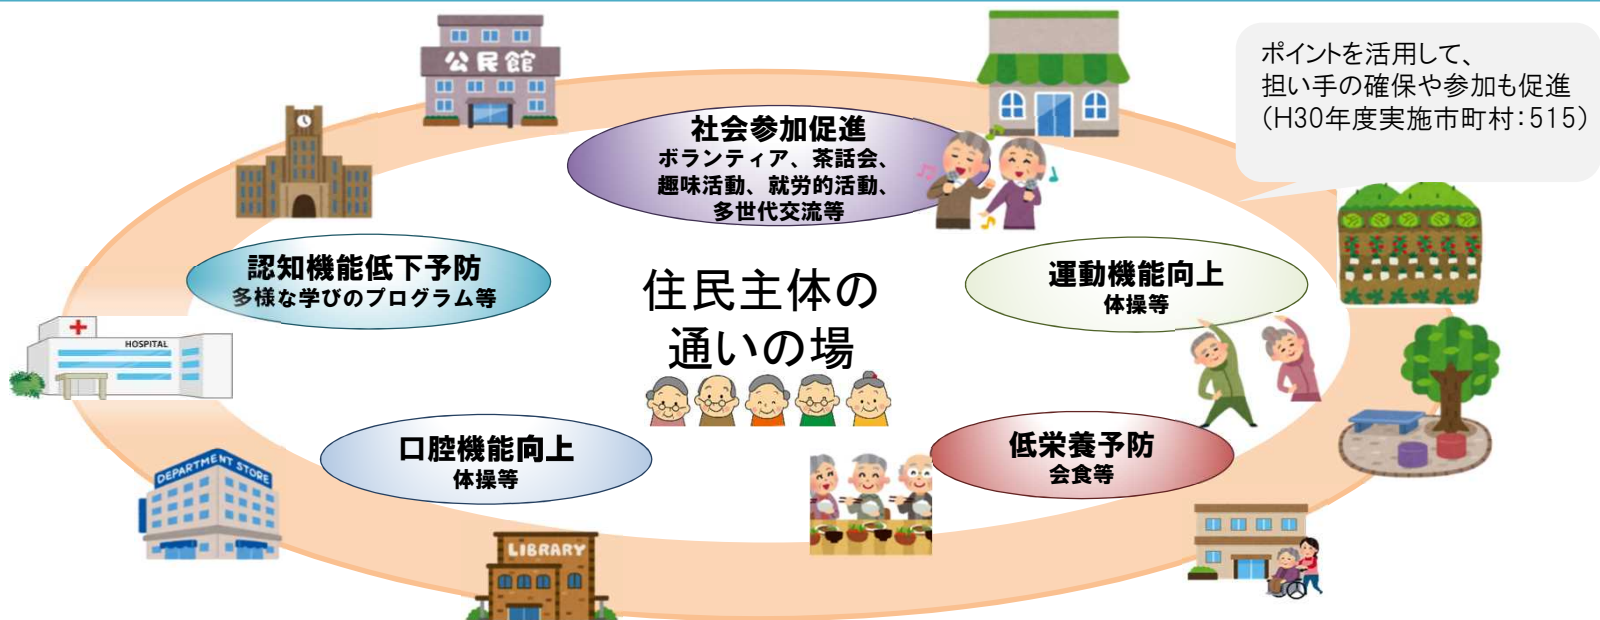 公民館
ポイントを活用して、
担い手の確保や参加も促進
(H30年度実施市町村:515)
社会参加促進
ボランティア、茶話会、
趣味活動、就労的活動、
多世代交流等
認知機能低下予防
多様な学びのプログラム等
住民主体の
通いの場
運動機能向上
体操等
HOSPITAL
口腔機能向上
体操等
低栄養予防
会食等
DEPARTMENT STORE
LIBRARY